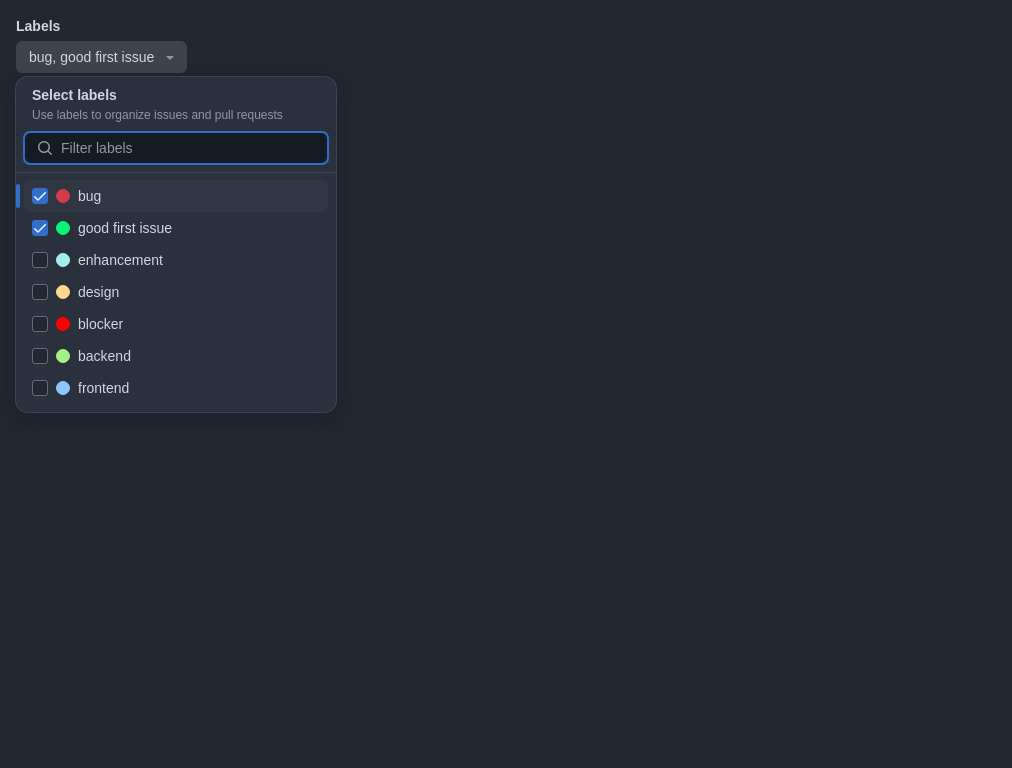 Labels
bug, good first issue
Select labels
Use labels to organize issues and pull requests
Filter labels
bug
good first issue
enhancement
design
blocker
backend
frontend